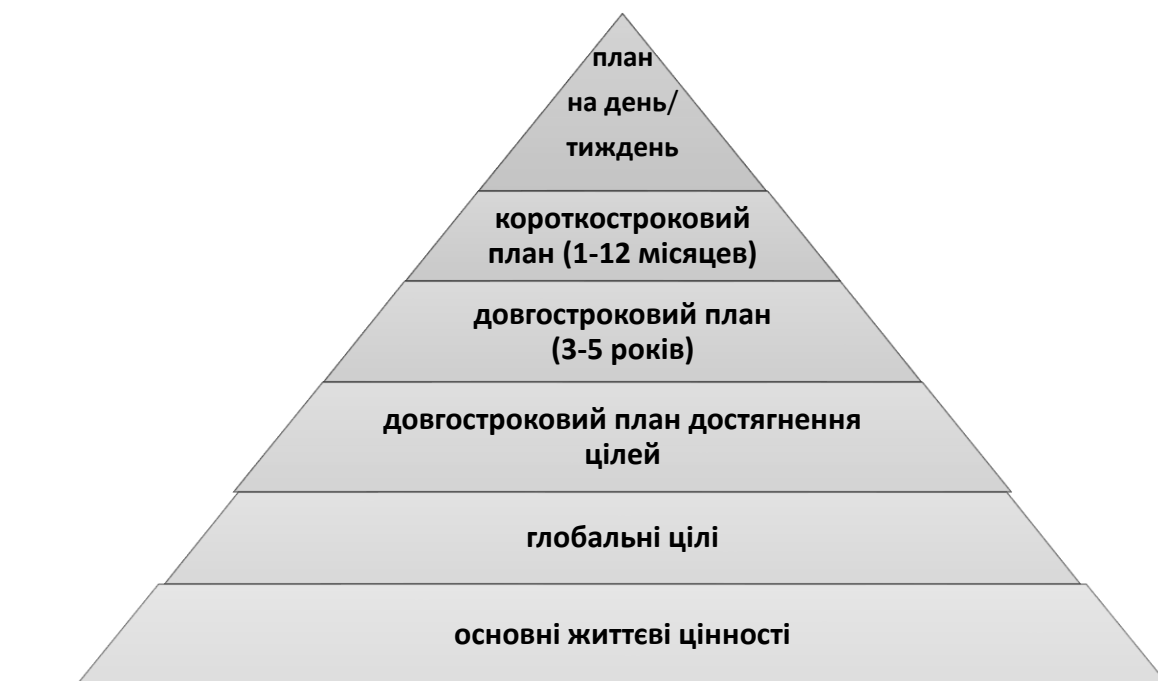 план
на день/
тиждень
короткостроковий
план (1-12 місяцев)
довгостроковий план
(3-5 років)
довгостроковий план достягнення
цілей
глобальні цілі
основні життєві цінності